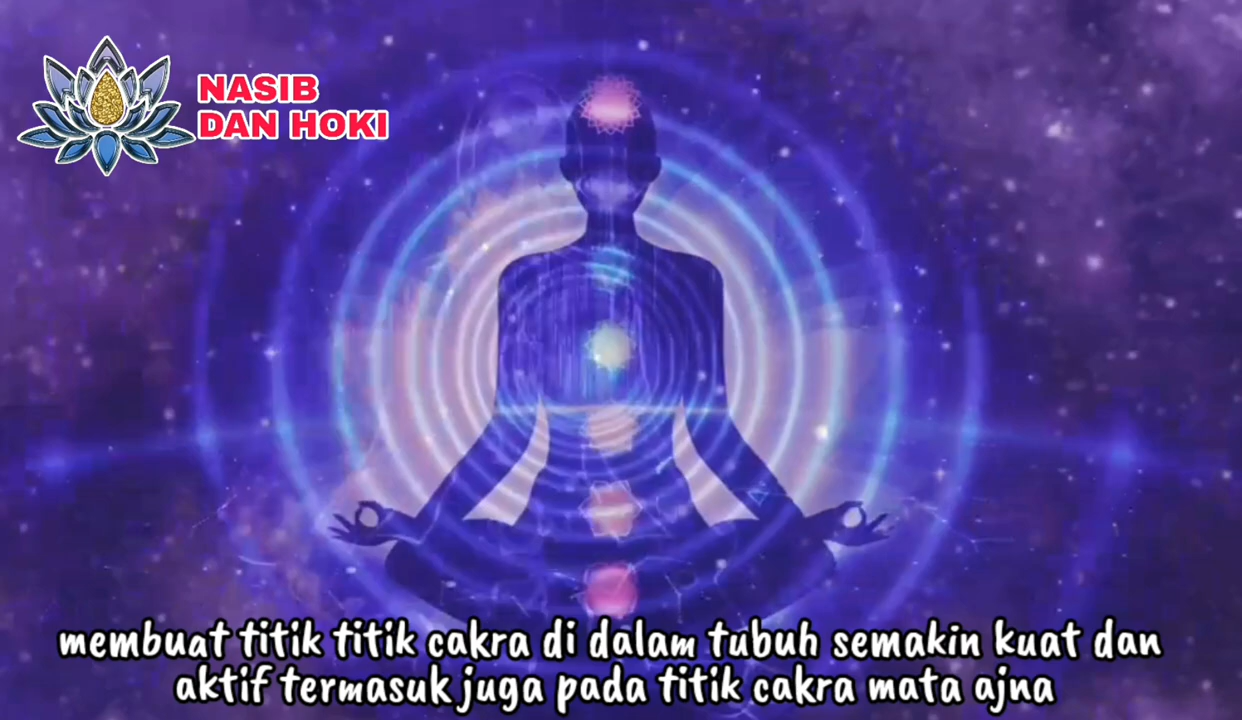 NASIB
DAN HOKI
membuat titik titik cakra di dalam tubuh semakin kuat dan
aktif termasuk juga pada titik cakra mata ajna